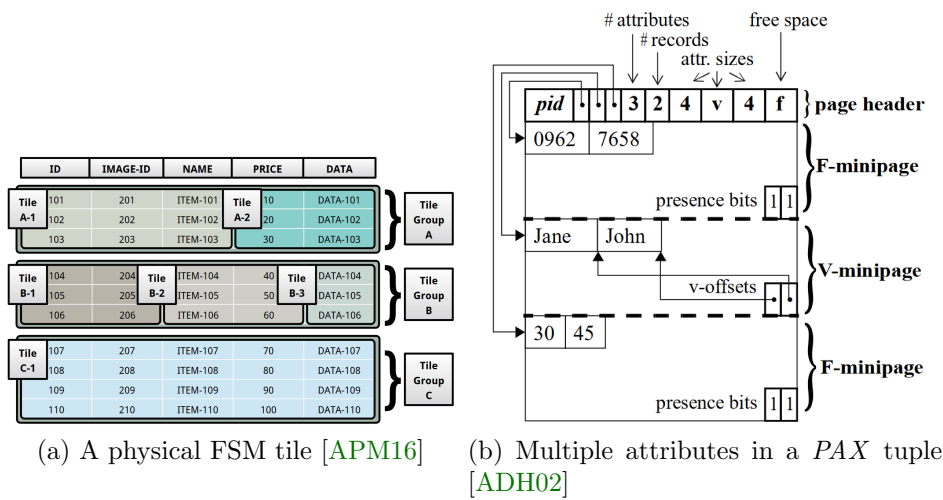 ID IMAGE-ID NAME PRICE DATA
Tile A-1
Tile A-2
101 201 ITEM-101 10 DATA-101
102 202 ITEM-102 20 DATA-102
103 203 ITEM-103 30 DATA-103
Tile Group A
Tile B-1
Tile B-2
Tile B-3
104 204 ITEM-104 40 DATA-104
105 205 ITEM-105 50 DATA-105
106 206 ITEM-106 60 DATA-106
Tile Group B
Tile C-1
107 207 ITEM-107 70 DATA-107
108 208 ITEM-108 80 DATA-108
109 209 ITEM-109 90 DATA-109
110 210 ITEM-110 100 DATA-110
Tile Group C
(a) A physical FSM tile [APM16]
# attributes
free space
# records
attr. sizes
pid 3 2 4 v 4 f
page header
0962 7658
F-minipage
presence bits 1 1
Jane John
V-minipage
v-offsets
30 45
F-minipage
presence bits 1 1
(b) Multiple attributes in a PAX tuple
[ADH02]